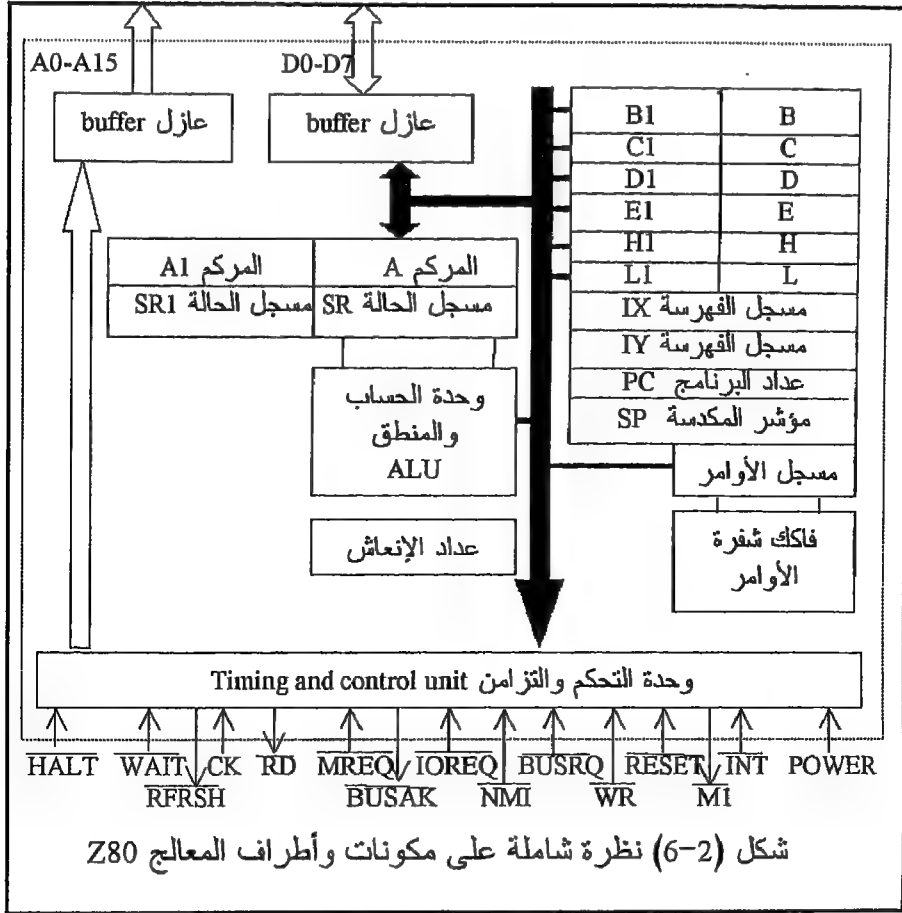 A0-A15
D0-D7
عازل buffer
عازل buffer
B1 B
C1 C
D1 D
E1 E
H1 H
L1 L
مسجل الفهرسة IX
مسجل الفهرسة IY
عداد البرنامج PC
مؤشر المكدسة SP
مسجل الأوامر
فاكك شفرة
الأوامر
المركم A
المركم A1
مسجل الحالة SR
مسجل الحالة SR1
وحدة الحساب
والمنطق
ALU
عداد الإنعاش
وحدة التحكم والتزامن Timing and control unit
HALT WAIT CK RD MREQ IOREQ BUSRQ RESET INT POWER
RFRSH BUSAK NMI WR M1
شكل (2-6) نظرة شاملة على مكونات وأطراف المعالج Z80